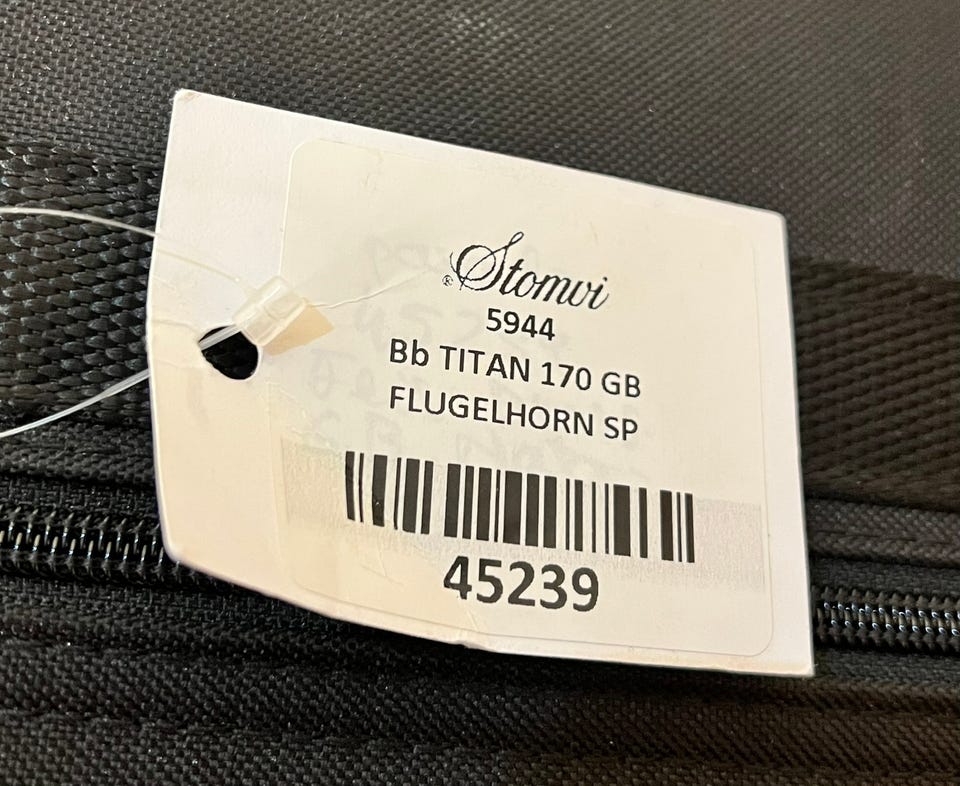 Stomvi®
5944
Bb TITAN 170 GB
FLUGELHORN SP
45239